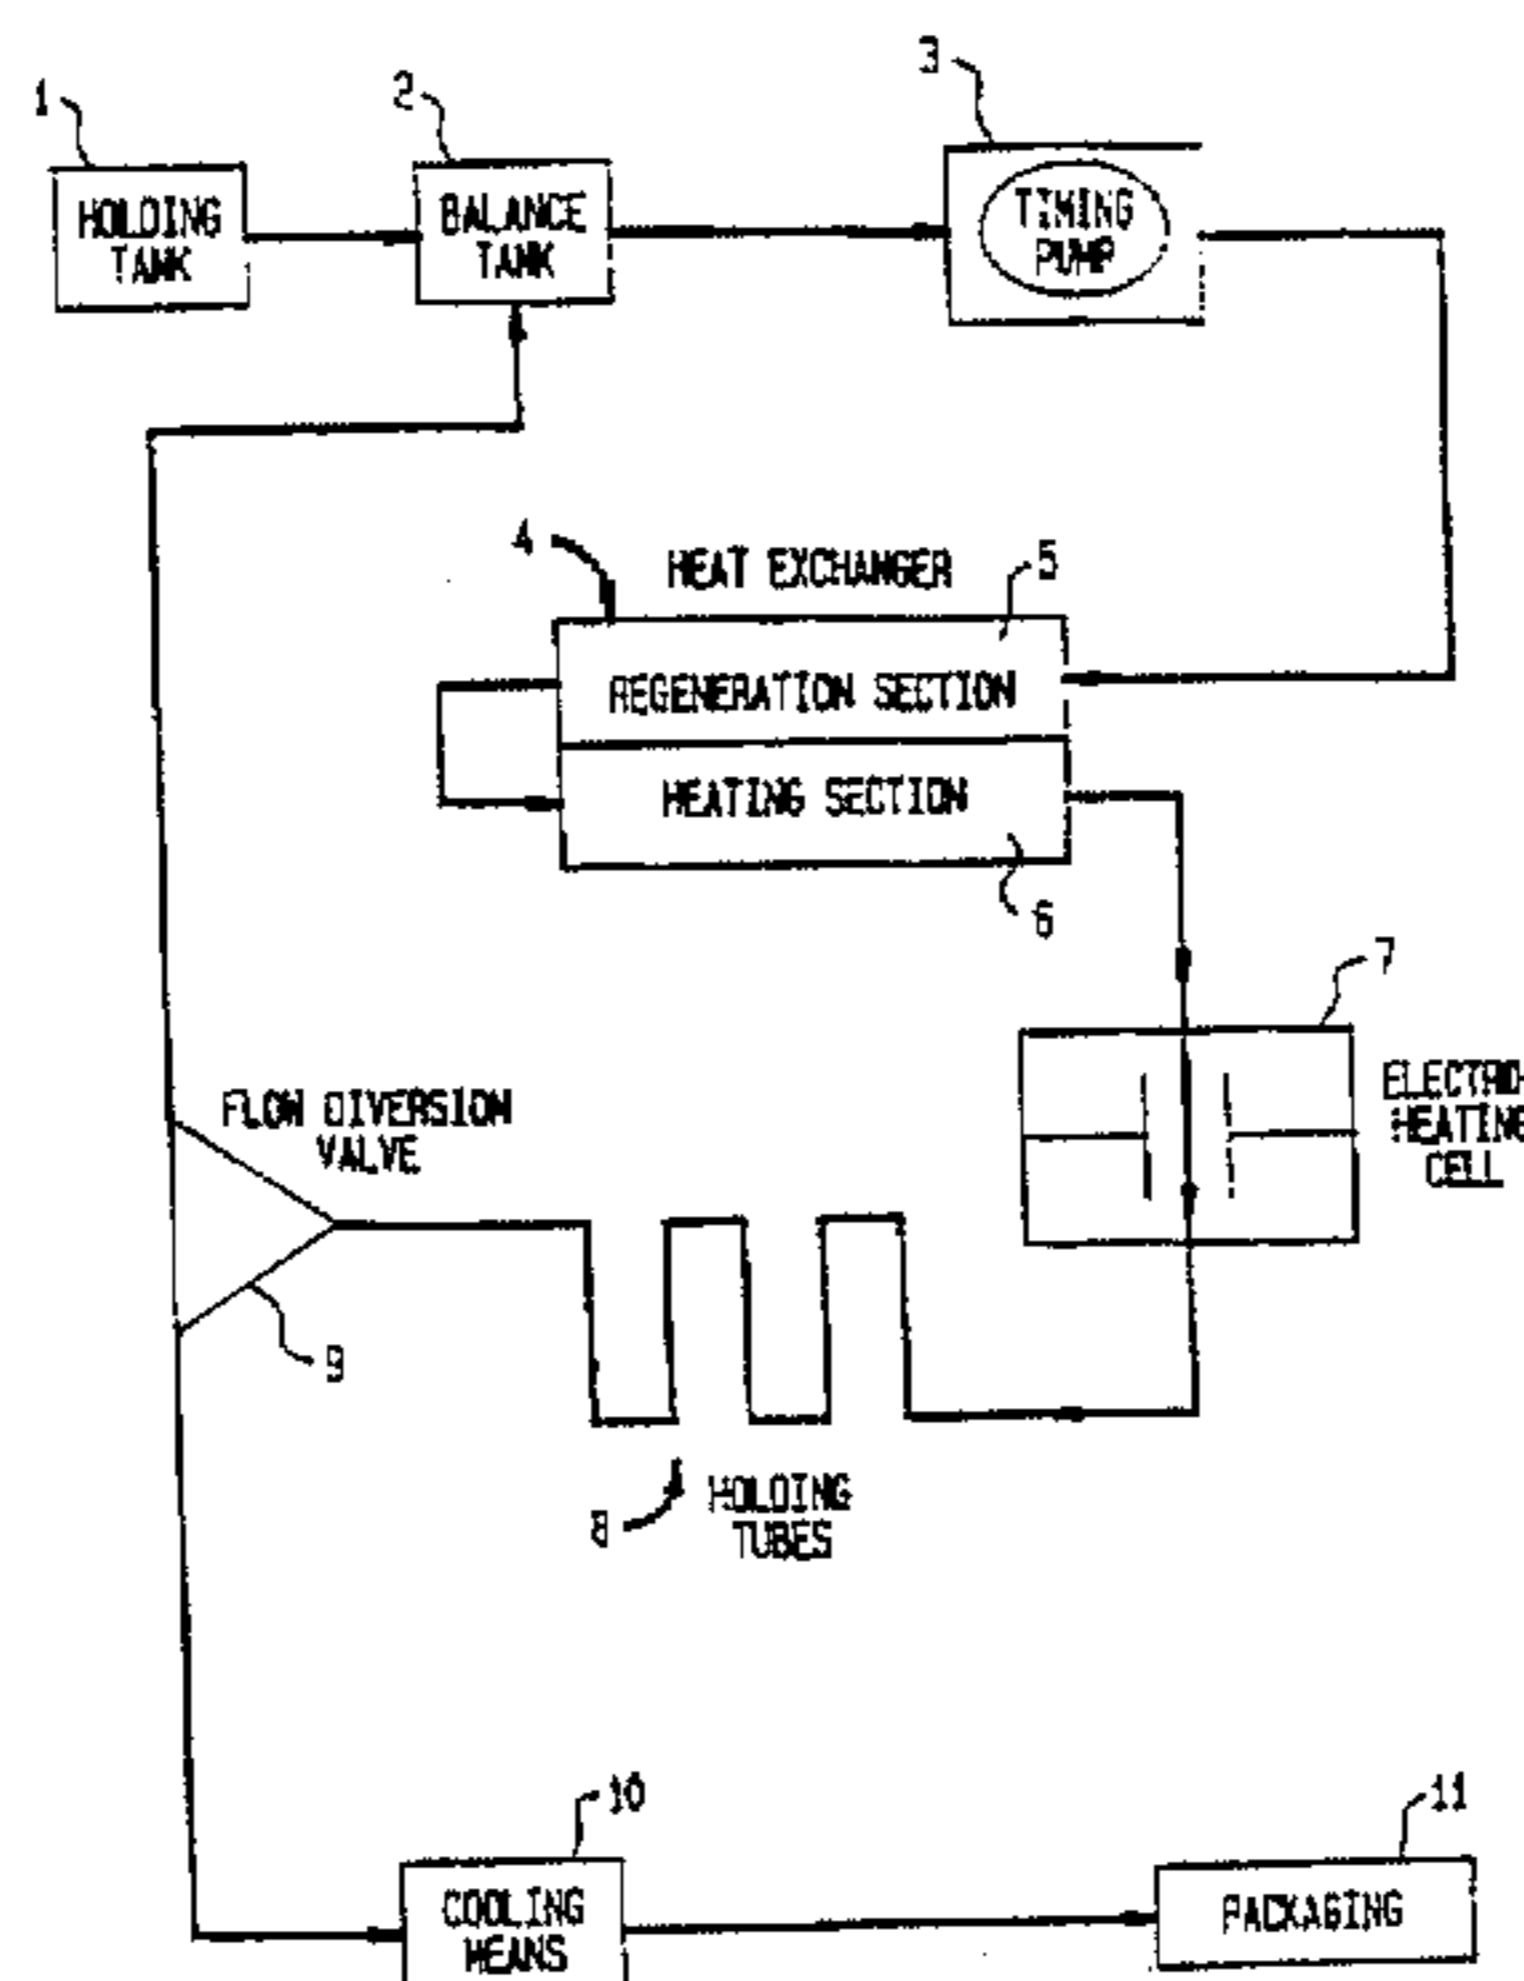 1
2
3
HOLDING
TANK
BALANCE
TANK
TIMING
PUMP
4
HEAT EXCHANGER
5
REGENERATION SECTION
HEATING SECTION
6
7
ELECTRO-
HEATING
CELL
FLOW DIVERSION
VALVE
9
8
HOLDING
TUBES
10
11
COOLING
MEANS
PACKAGING